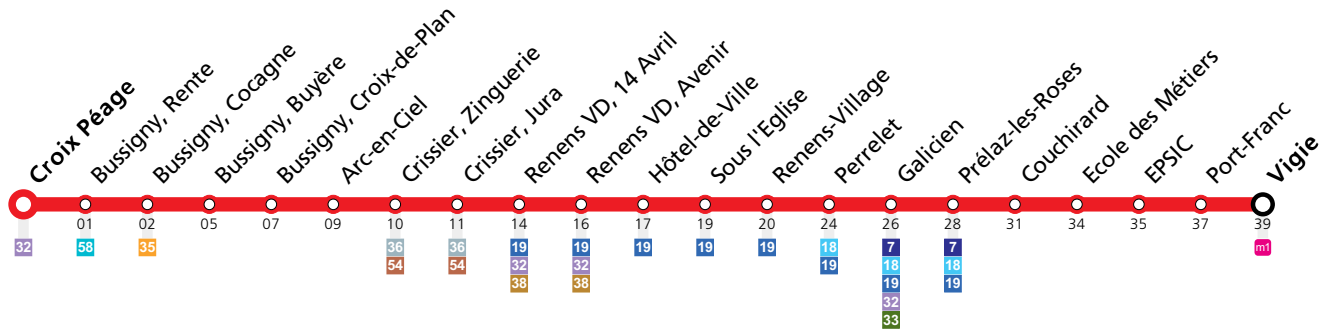 Croix Péage
Bussigny, Rente
Bussigny, Cocagne
Bussigny, Buyère
Bussigny, Croix-de-Plan
Arc-en-Ciel
Crissier, Zinguerie
Crissier, Jura
Renens VD, 14 Avril
Renens VD, Avenir
Hôtel-de-Ville
Sous l'Eglise
Renens-Village
Perrelet
Galicien
Prélaz-les-Roses
Couchirard
Ecole des Métiers
EPSIC
Port-Franc
Vigie
01 02 05 07 09 10 11 14 16 17 19 20 24 26 28 31 34 35 37 39
32 58 35 36 36 19 19 19 19 19 18 7 7 m1
54 54 32 32 19 18 18
38 38 19 19
32
33